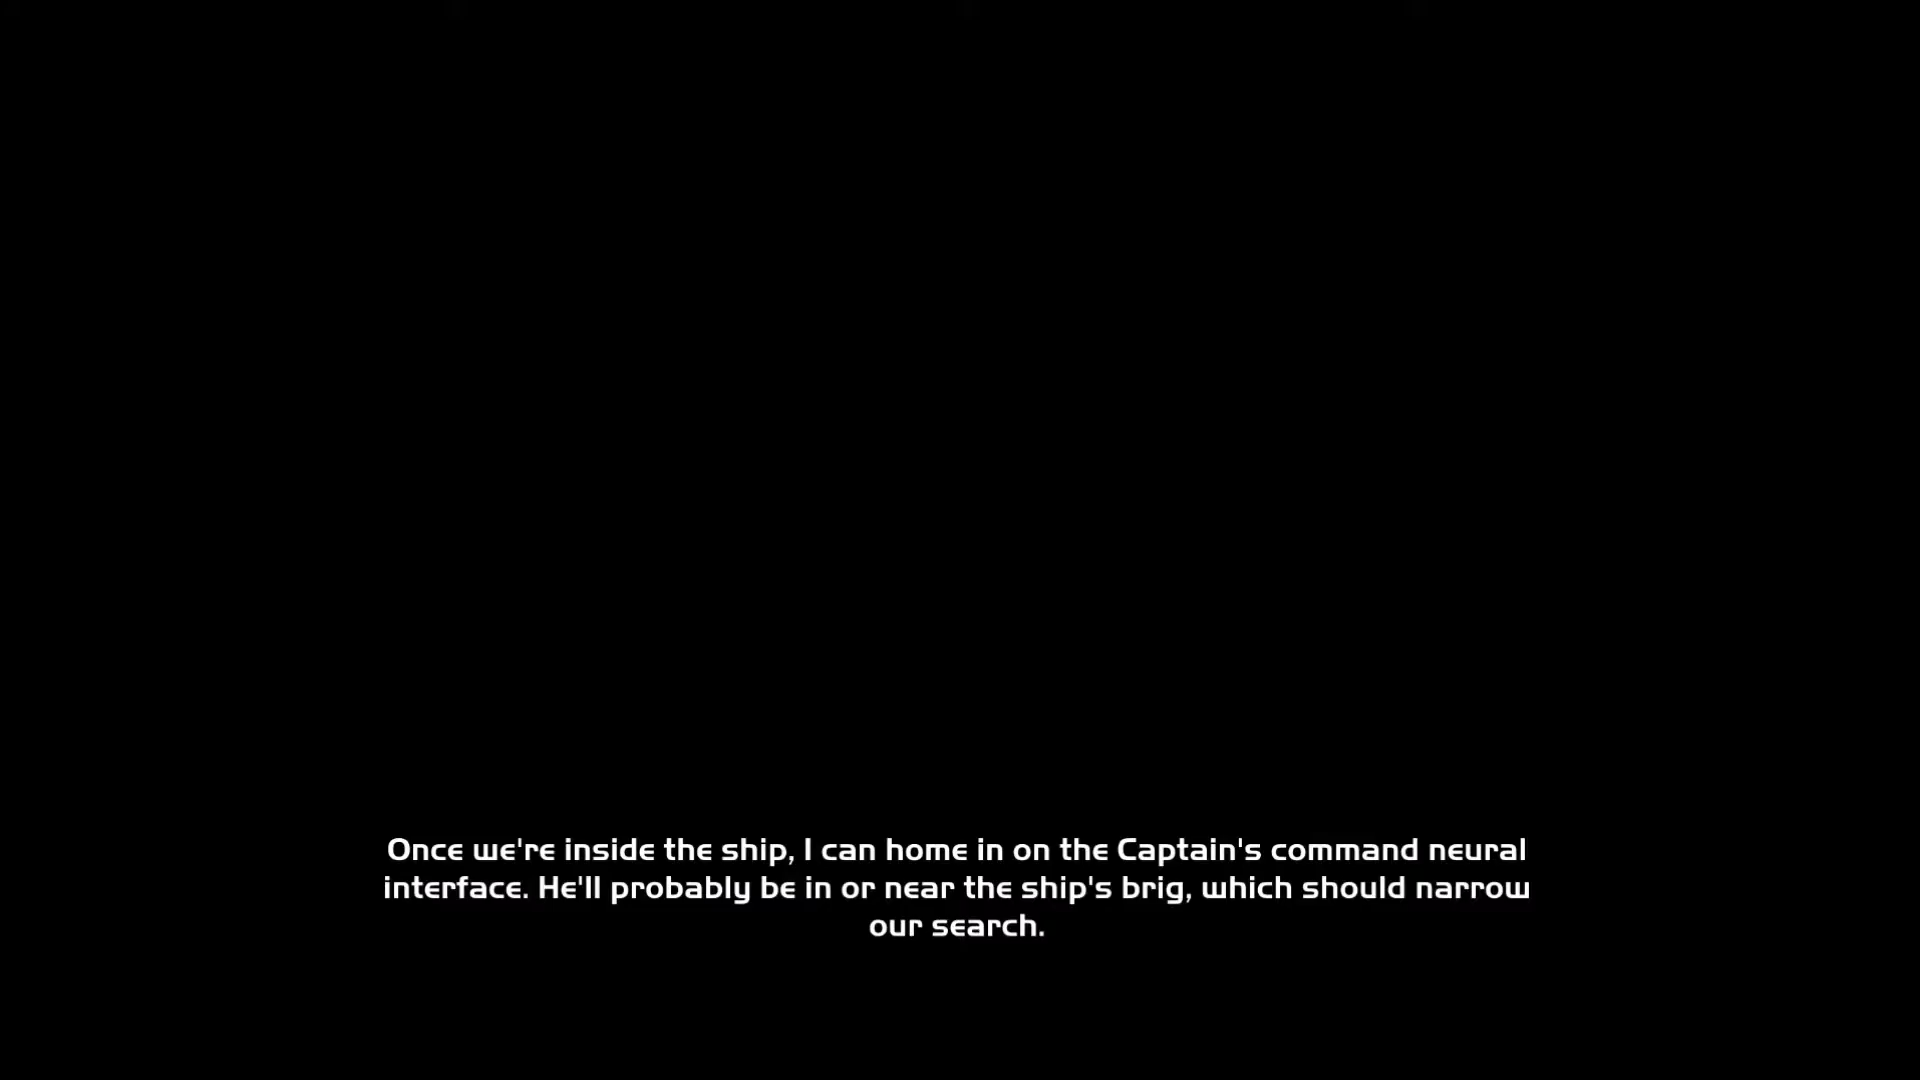 Once we're inside the ship, I can home in on the Captain's command neural
interface. He'll probably be in or near the ship's brig, which should narrow
our search.